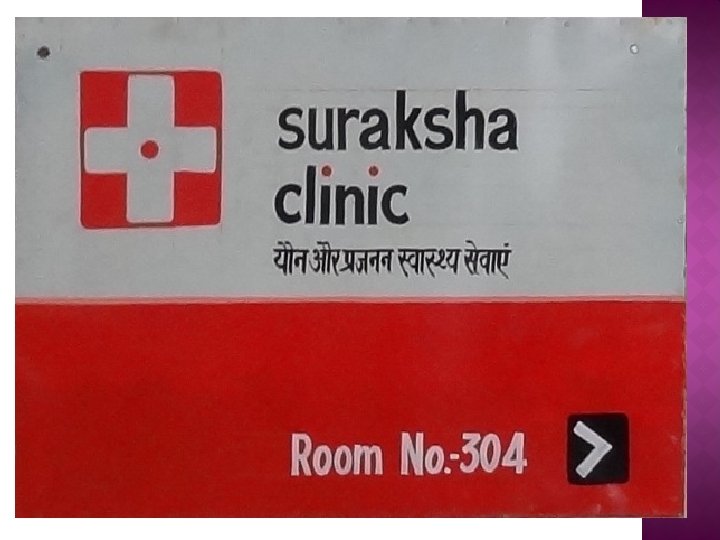 suraksha
clinic
यौन और प्रजनन स्वास्थ्य सेवाएं
Room No.-304